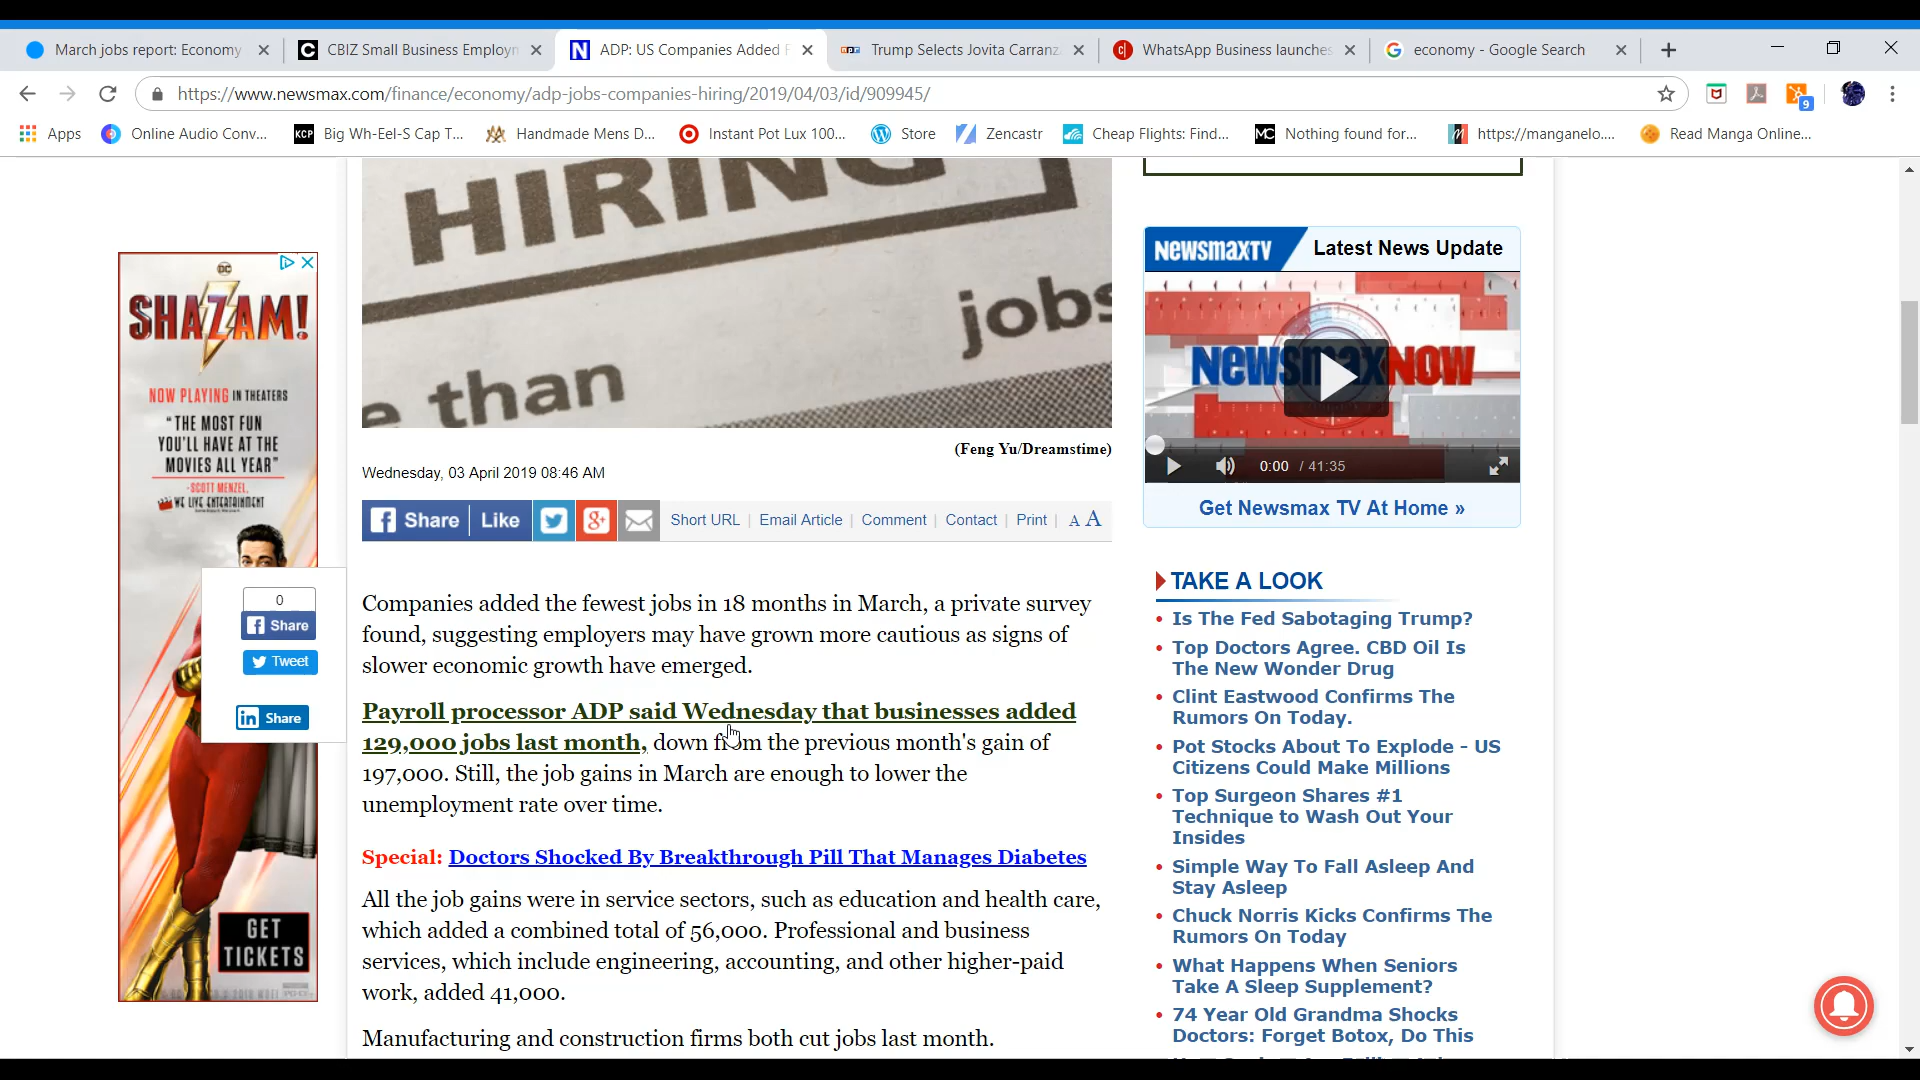 March jobs report: Economy
CBIZ Small Business Employm
ADP: US Companies Added F
Trump Selects Jovita Carranz
WhatsApp Business launches
economy - Google Search
https://www.newsmax.com/finance/economy/adp-jobs-companies-hiring/2019/04/03/id/909945/
9
Apps
Online Audio Conv...
KCP
Big Wh-Eel-S Cap T...
Handmade Mens D...
Instant Pot Lux 100...
Store
Zencastr
Cheap Flights: Find...
MC
Nothing found for...
https://manganelo....
Read Manga Online...
HIRING
jobs
e than
(Feng Yu/Dreamstime)
Wednesday, 03 April 2019 08:46 AM
Share
Like
g+
Short URL | Email Article | Comment | Contact | Print | A A
DC
SHAZAM!
NOW PLAYING IN THEATERS
"THE MOST FUN
YOU'LL HAVE AT THE
MOVIES ALL YEAR"
-SCOTT MENZEL,
WE LIVE ENTERTAINMENT
GET
TICKETS
0
Share
Tweet
in Share
Companies added the fewest jobs in 18 months in March, a private survey
found, suggesting employers may have grown more cautious as signs of
slower economic growth have emerged.
Payroll processor ADP said Wednesday that businesses added
129,000 jobs last month, down from the previous month's gain of
197,000. Still, the job gains in March are enough to lower the
unemployment rate over time.
Special: Doctors Shocked By Breakthrough Pill That Manages Diabetes
All the job gains were in service sectors, such as education and health care,
which added a combined total of 56,000. Professional and business
services, which include engineering, accounting, and other higher-paid
work, added 41,000.
Manufacturing and construction firms both cut jobs last month.
NEWSMAXTV
Latest News Update
NEWSMAXNOW
0:00 / 41:35
Get Newsmax TV At Home »
TAKE A LOOK
Is The Fed Sabotaging Trump?
Top Doctors Agree. CBD Oil Is
The New Wonder Drug
Clint Eastwood Confirms The
Rumors On Today.
Pot Stocks About To Explode - US
Citizens Could Make Millions
Top Surgeon Shares #1
Technique to Wash Out Your
Insides
Simple Way To Fall Asleep And
Stay Asleep
Chuck Norris Kicks Confirms The
Rumors On Today
What Happens When Seniors
Take A Sleep Supplement?
74 Year Old Grandma Shocks
Doctors: Forget Botox, Do This